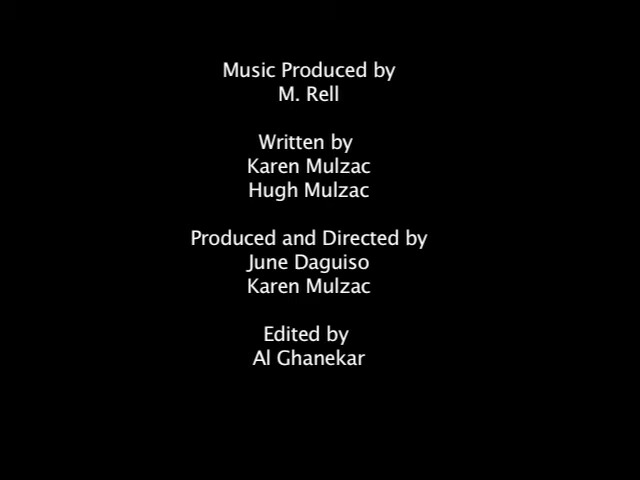 Music Produced by
M. Rell
Written by
Karen Mulzac
Hugh Mulzac
Produced and Directed by
June Daguiso
Karen Mulzac
Edited by
Al Ghanekar